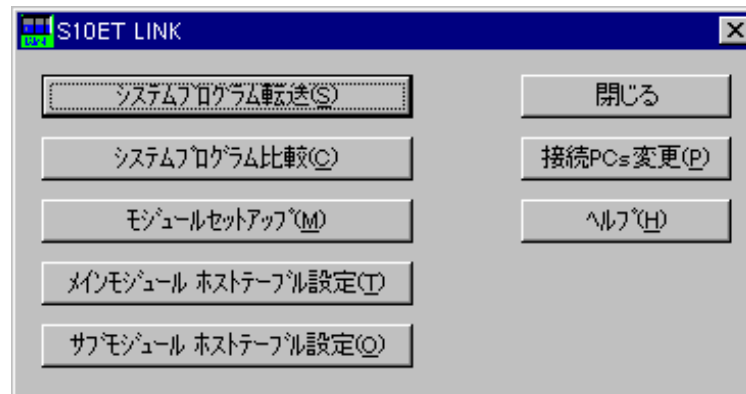 S10ET LINK
ｼｽﾃﾑﾌﾟﾛｸﾞﾗﾑ転送(S)
閉じる
ｼｽﾃﾑﾌﾟﾛｸﾞﾗﾑ比較(C)
接続PCs変更(P)
ﾓｼﾞｭｰﾙｾｯﾄｱｯﾌﾟ(M)
ﾍﾙﾌﾟ(H)
ﾒｲﾝﾓｼﾞｭｰﾙ ﾎｽﾄﾃｰﾌﾞﾙ設定(T)
ｻﾌﾞﾓｼﾞｭｰﾙ ﾎｽﾄﾃｰﾌﾞﾙ設定(O)